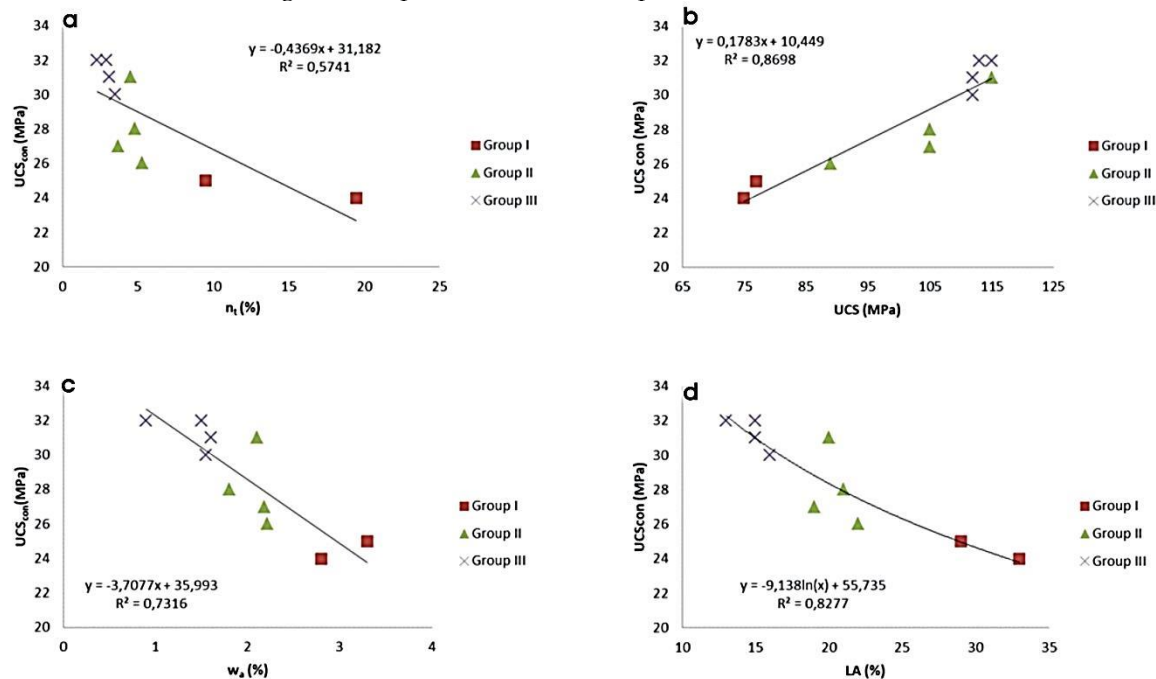 a
y = -0,4369x + 31,182
R² = 0,5741
UCScon (MPa)
34
32
30
28
26
24
22
20
0
5
10
15
20
25
nt (%)
Group I
Group II
Group III
b
y = 0,1783x + 10,449
R² = 0,8698
UCS con (MPa)
34
32
30
28
26
24
22
20
65
75
85
95
105
115
125
UCS (MPa)
Group I
Group II
Group III
c
y = -3,7077x + 35,993
R² = 0,7316
UCScon(MPa)
34
32
30
28
26
24
22
20
0
1
2
3
4
wa (%)
Group I
Group II
Group III
d
y = -9,138ln(x) + 55,735
R² = 0,8277
UCScon (MPa)
34
32
30
28
26
24
22
20
10
15
20
25
30
35
LA (%)
Group I
Group II
Group III